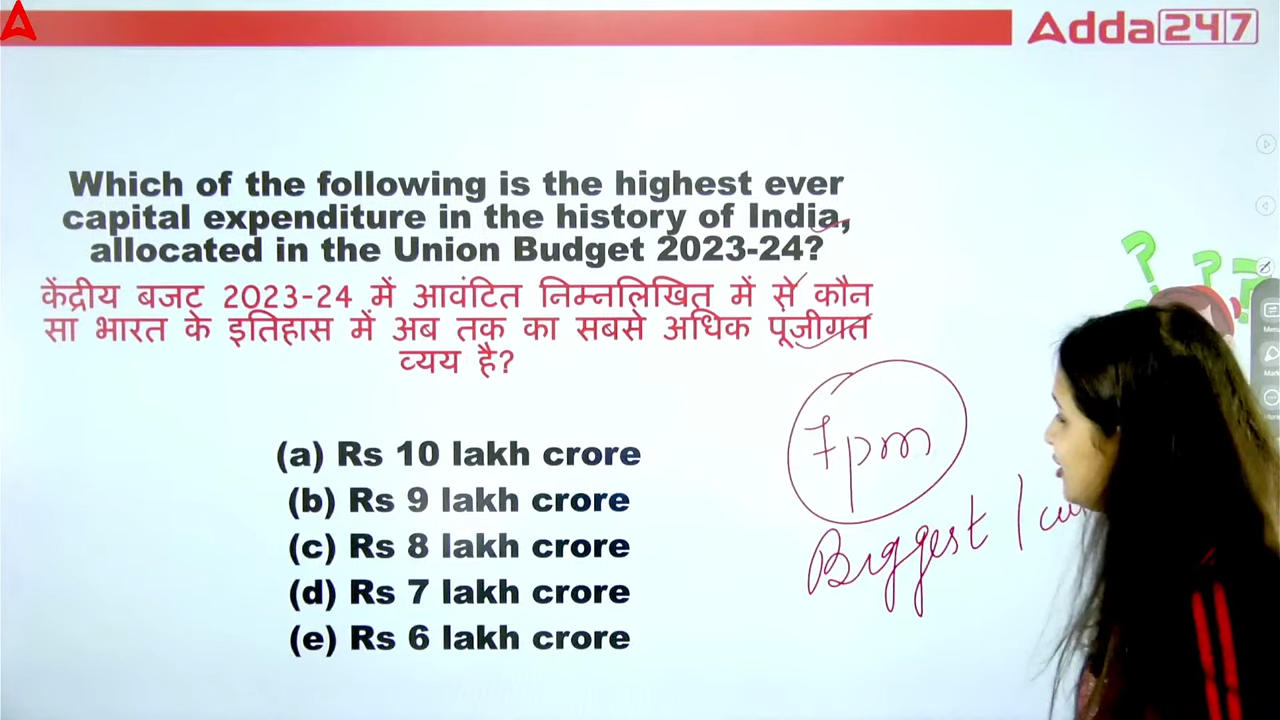 Adda247
Which of the following is the highest ever
capital expenditure in the history of India,
allocated in the Union Budget 2023-24?
केंद्रीय बजट 2023-24 में आवंटित निम्नलिखित में से कौन
सा भारत के इतिहास में अब तक का सबसे अधिक पूंजीगत
व्यय है?
7pm
Biggest /
(a) Rs 10 lakh crore
(b) Rs 9 lakh crore
(c) Rs 8 lakh crore
(d) Rs 7 lakh crore
(e) Rs 6 lakh crore